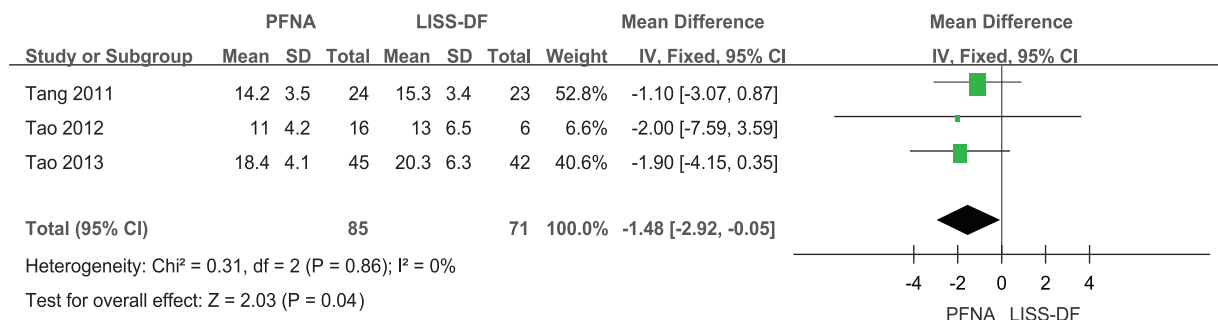 PFNA LISS-DF Mean Difference Mean Difference
Study or Subgroup Mean SD Total Mean SD Total Weight IV, Fixed, 95% CI IV, Fixed, 95% CI
Tang 2011 14.2 3.5 24 15.3 3.4 23 52.8% -1.10 [-3.07, 0.87]
Tao 2012 11 4.2 16 13 6.5 6 6.6% -2.00 [-7.59, 3.59]
Tao 2013 18.4 4.1 45 20.3 6.3 42 40.6% -1.90 [-4.15, 0.35]
Total (95% CI) 85 71 100.0% -1.48 [-2.92, -0.05]
Heterogeneity: Chi² = 0.31, df = 2 (P = 0.86); I² = 0%
Test for overall effect: Z = 2.03 (P = 0.04)
-4 -2 0 2 4
PFNA LISS-DF